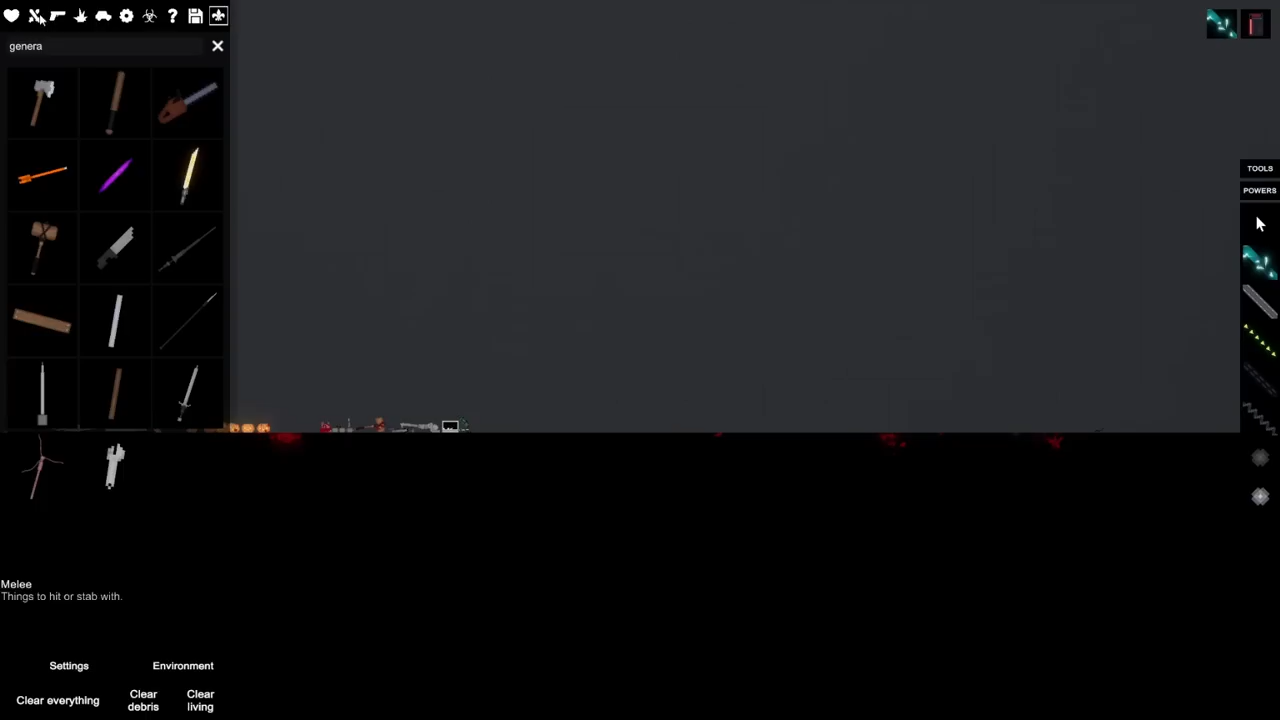 genera
TOOLS
POWERS
Melee
Things to hit or stab with.
Settings
Environment
Clear everything
Clear
debris
Clear
living